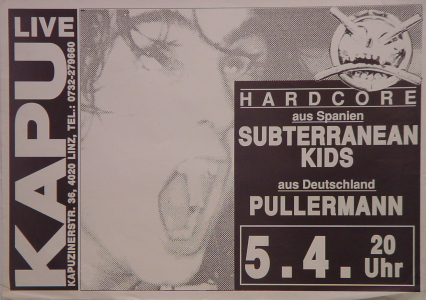 LIVE
KAPU
KAPUZINERSTR. 36, 4020 LINZ, TEL.: 0732-279660
HARDCORE
aus Spanien
SUBTERRANEAN
KIDS
aus Deutschland
PULLERMANN
5.4. 20
Uhr